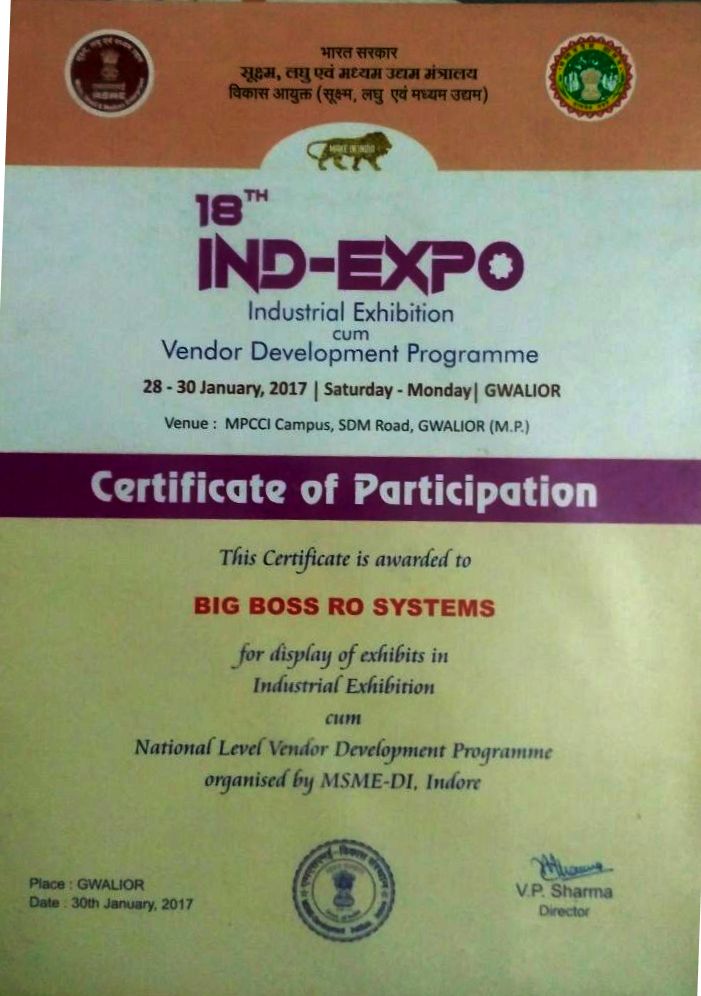 भारत सरकार
सूक्ष्म, लघु एवं मध्यम उद्यम मंत्रालय
विकास आयुक्त (सूक्ष्म, लघु एवं मध्यम उद्यम)
MAKE IN INDIA
18TH
IND-EXPO
Industrial Exhibition
cum
Vendor Development Programme
28 - 30 January, 2017 | Saturday - Monday| GWALIOR
Venue : MPCCI Campus, SDM Road, GWALIOR (M.P.)
Certificate of Participation
This Certificate is awarded to
BIG BOSS RO SYSTEMS
for display of exhibits in
Industrial Exhibition
cum
National Level Vendor Development Programme
organised by MSME-DI, Indore
Place : GWALIOR
Date : 30th January, 2017
V.P. Sharma
Director